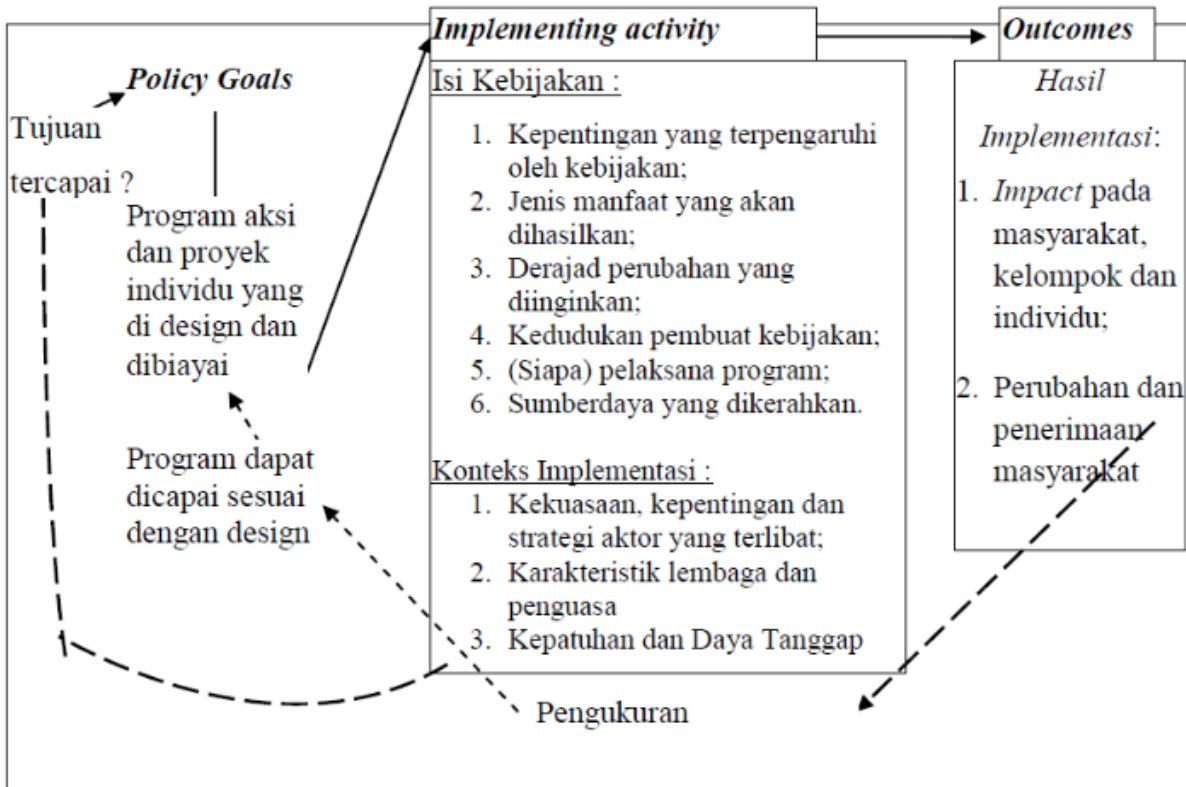 Policy Goals
Tujuan
tercapai ?
Program aksi
dan proyek
individu yang
di design dan
dibiayai
Program dapat
dicapai sesuai
dengan design
Implementing activity
Isi Kebijakan :
1. Kepentingan yang terpengaruhi
oleh kebijakan;
2. Jenis manfaat yang akan
dihasilkan;
3. Derajad perubahan yang
diinginkan;
4. Kedudukan pembuat kebijakan;
5. (Siapa) pelaksana program;
6. Sumberdaya yang dikerahkan.
Konteks Implementasi :
1. Kekuasaan, kepentingan dan
strategi aktor yang terlibat;
2. Karakteristik lembaga dan
penguasa
3. Kepatuhan dan Daya Tanggap
Pengukuran
Outcomes
Hasil
Implementasi:
1. Impact pada
masyarakat,
kelompok dan
individu;
2. Perubahan dan
penerimaan
masyarakat